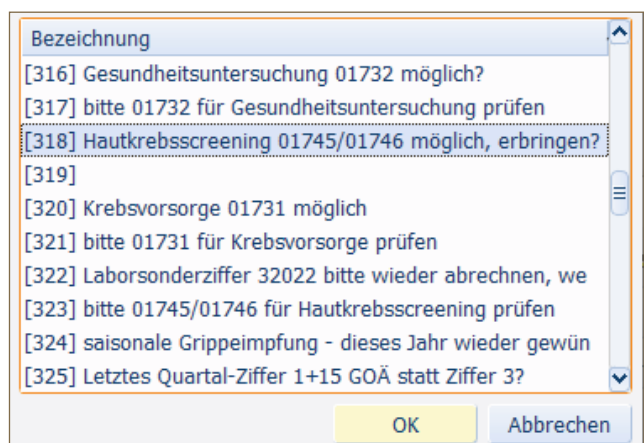 Bezeichnung
[316] Gesundheitsuntersuchung 01732 möglich?
[317] bitte 01732 für Gesundheitsuntersuchung prüfen
[318] Hautkrebsscreening 01745/01746 möglich, erbringen?
[319]
[320] Krebsvorsorge 01731 möglich
[321] bitte 01731 für Krebsvorsorge prüfen
[322] Laborsonderziffer 32022 bitte wieder abrechnen, we
[323] bitte 01745/01746 für Hautkrebsscreening prüfen
[324] saisonale Grippeimpfung - dieses Jahr wieder gewün
[325] Letztes Quartal-Ziffer 1+15 GOÄ statt Ziffer 3?
OK Abbrechen